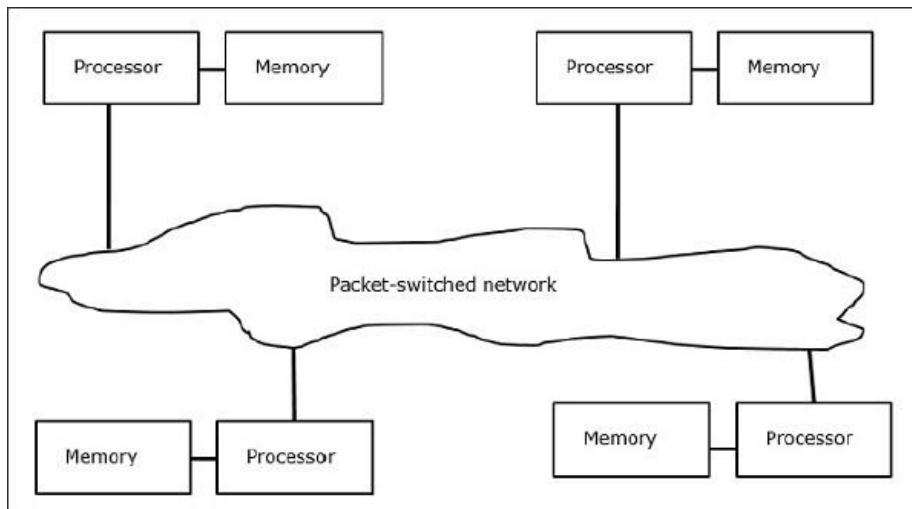 Processor
Memory
Processor
Memory
Packet-switched network
Memory
Processor
Memory
Processor